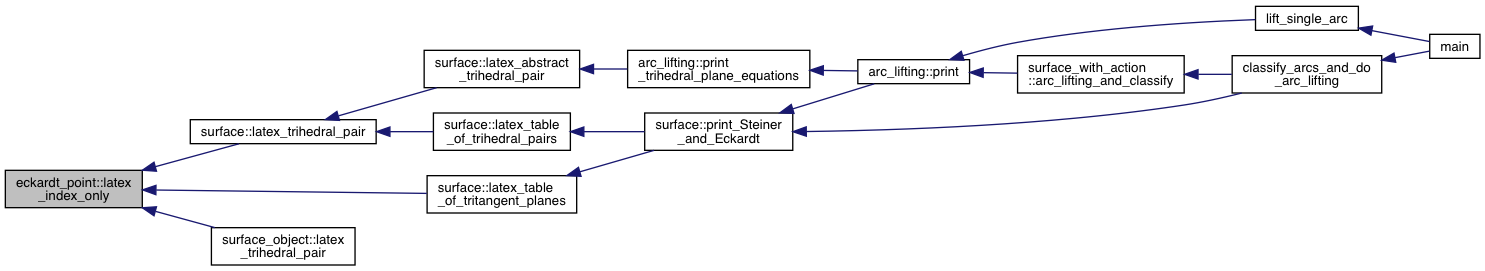 eckardt_point::latex
_index_only
surface::latex_trihedral_pair
surface::latex_abstract
_trihedral_pair
arc_lifting::print
_trihedral_plane_equations
arc_lifting::print
lift_single_arc
main
surface_with_action
::arc_lifting_and_classify
classify_arcs_and_do
_arc_lifting
surface::latex_table
_of_trihedral_pairs
surface::print_Steiner
_and_Eckardt
surface::latex_table
_of_tritangent_planes
surface_object::latex
_trihedral_pair